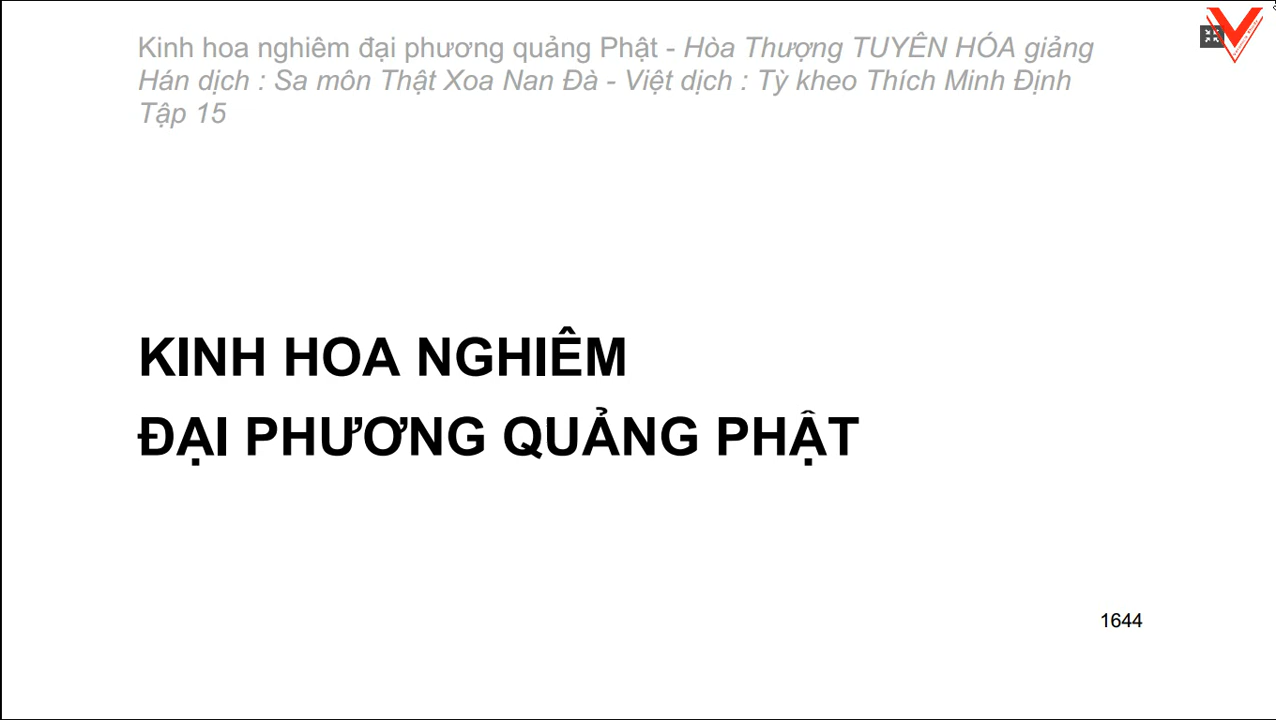 Kinh hoa nghiêm đại phương quảng Phật - Hòa Thượng TUYÊN HÓA giảng
Hán dịch : Sa môn Thật Xoa Nan Đà - Việt dịch : Tỳ kheo Thích Minh Định
Tập 15
KINH HOA NGHIÊM
ĐẠI PHƯƠNG QUẢNG PHẬT
1644